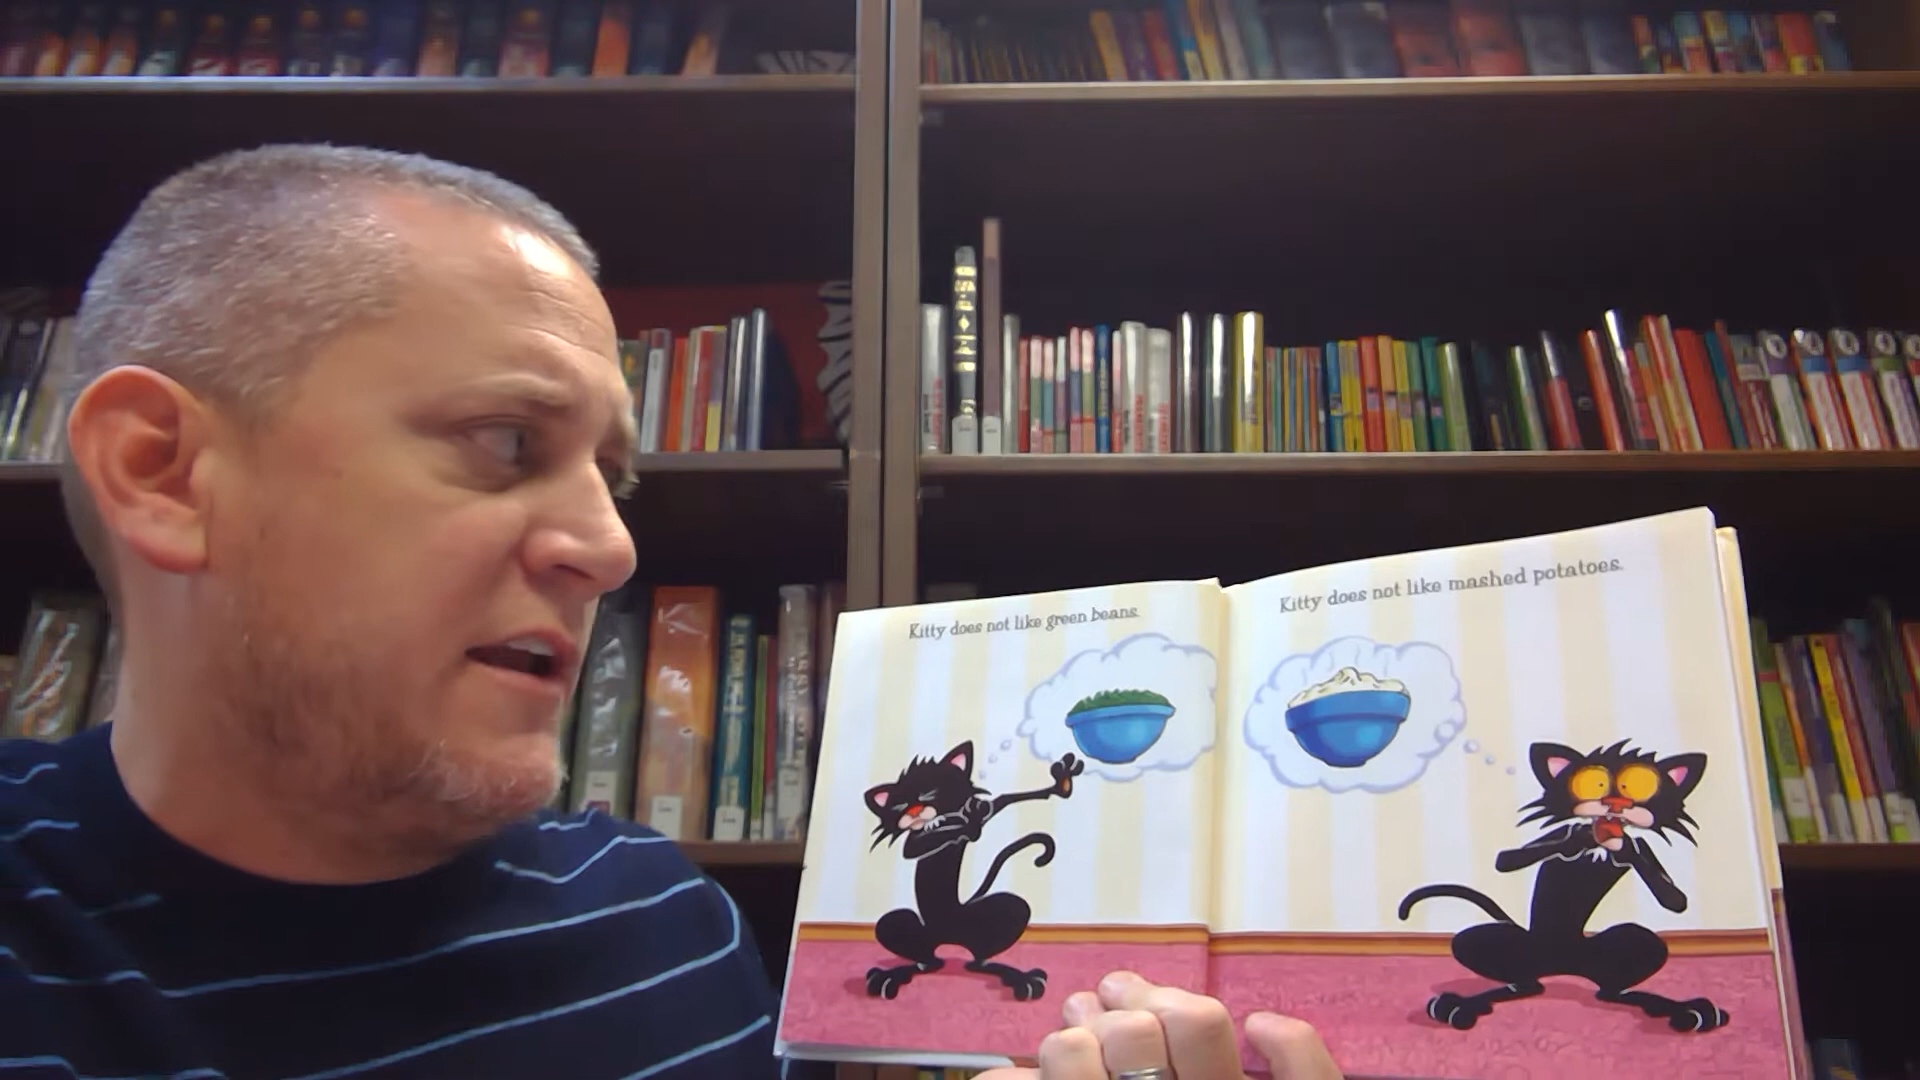 Kitty does not like green beans.
Kitty does not like mashed potatoes.